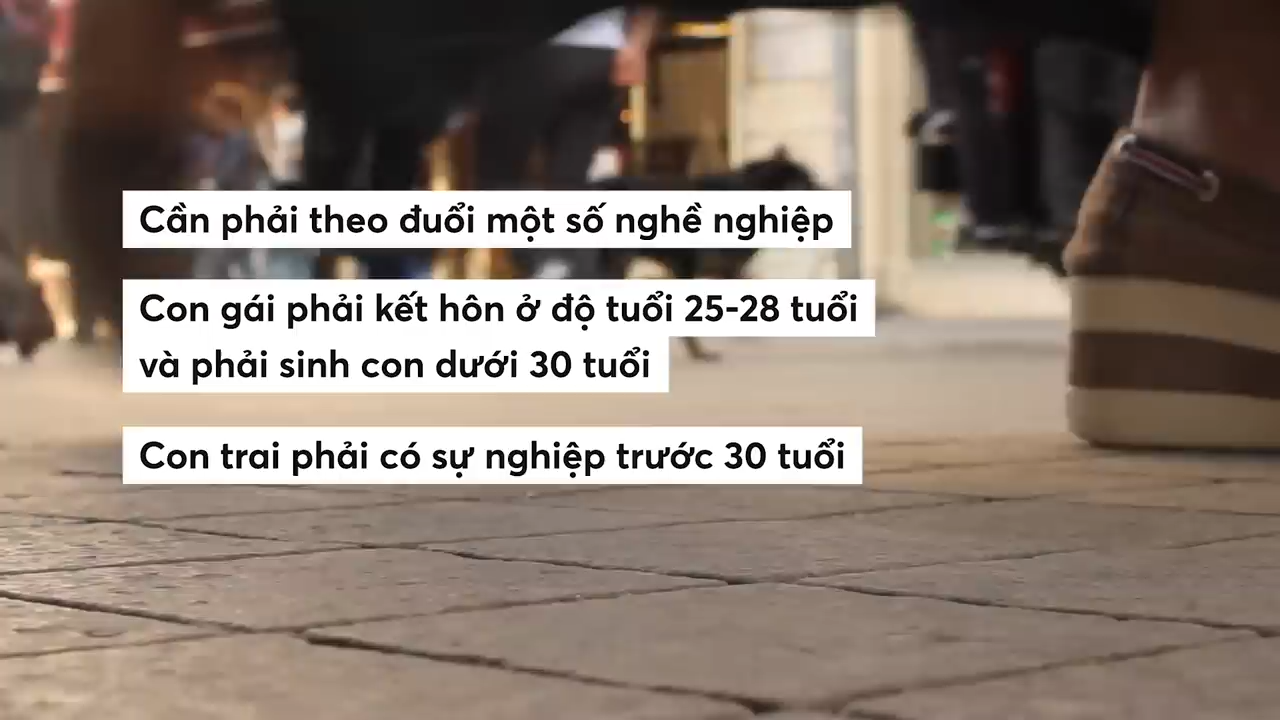 Cần phải theo đuổi một số nghề nghiệp
Con gái phải kết hôn ở độ tuổi 25-28 tuổi
và phải sinh con dưới 30 tuổi
Con trai phải có sự nghiệp trước 30 tuổi